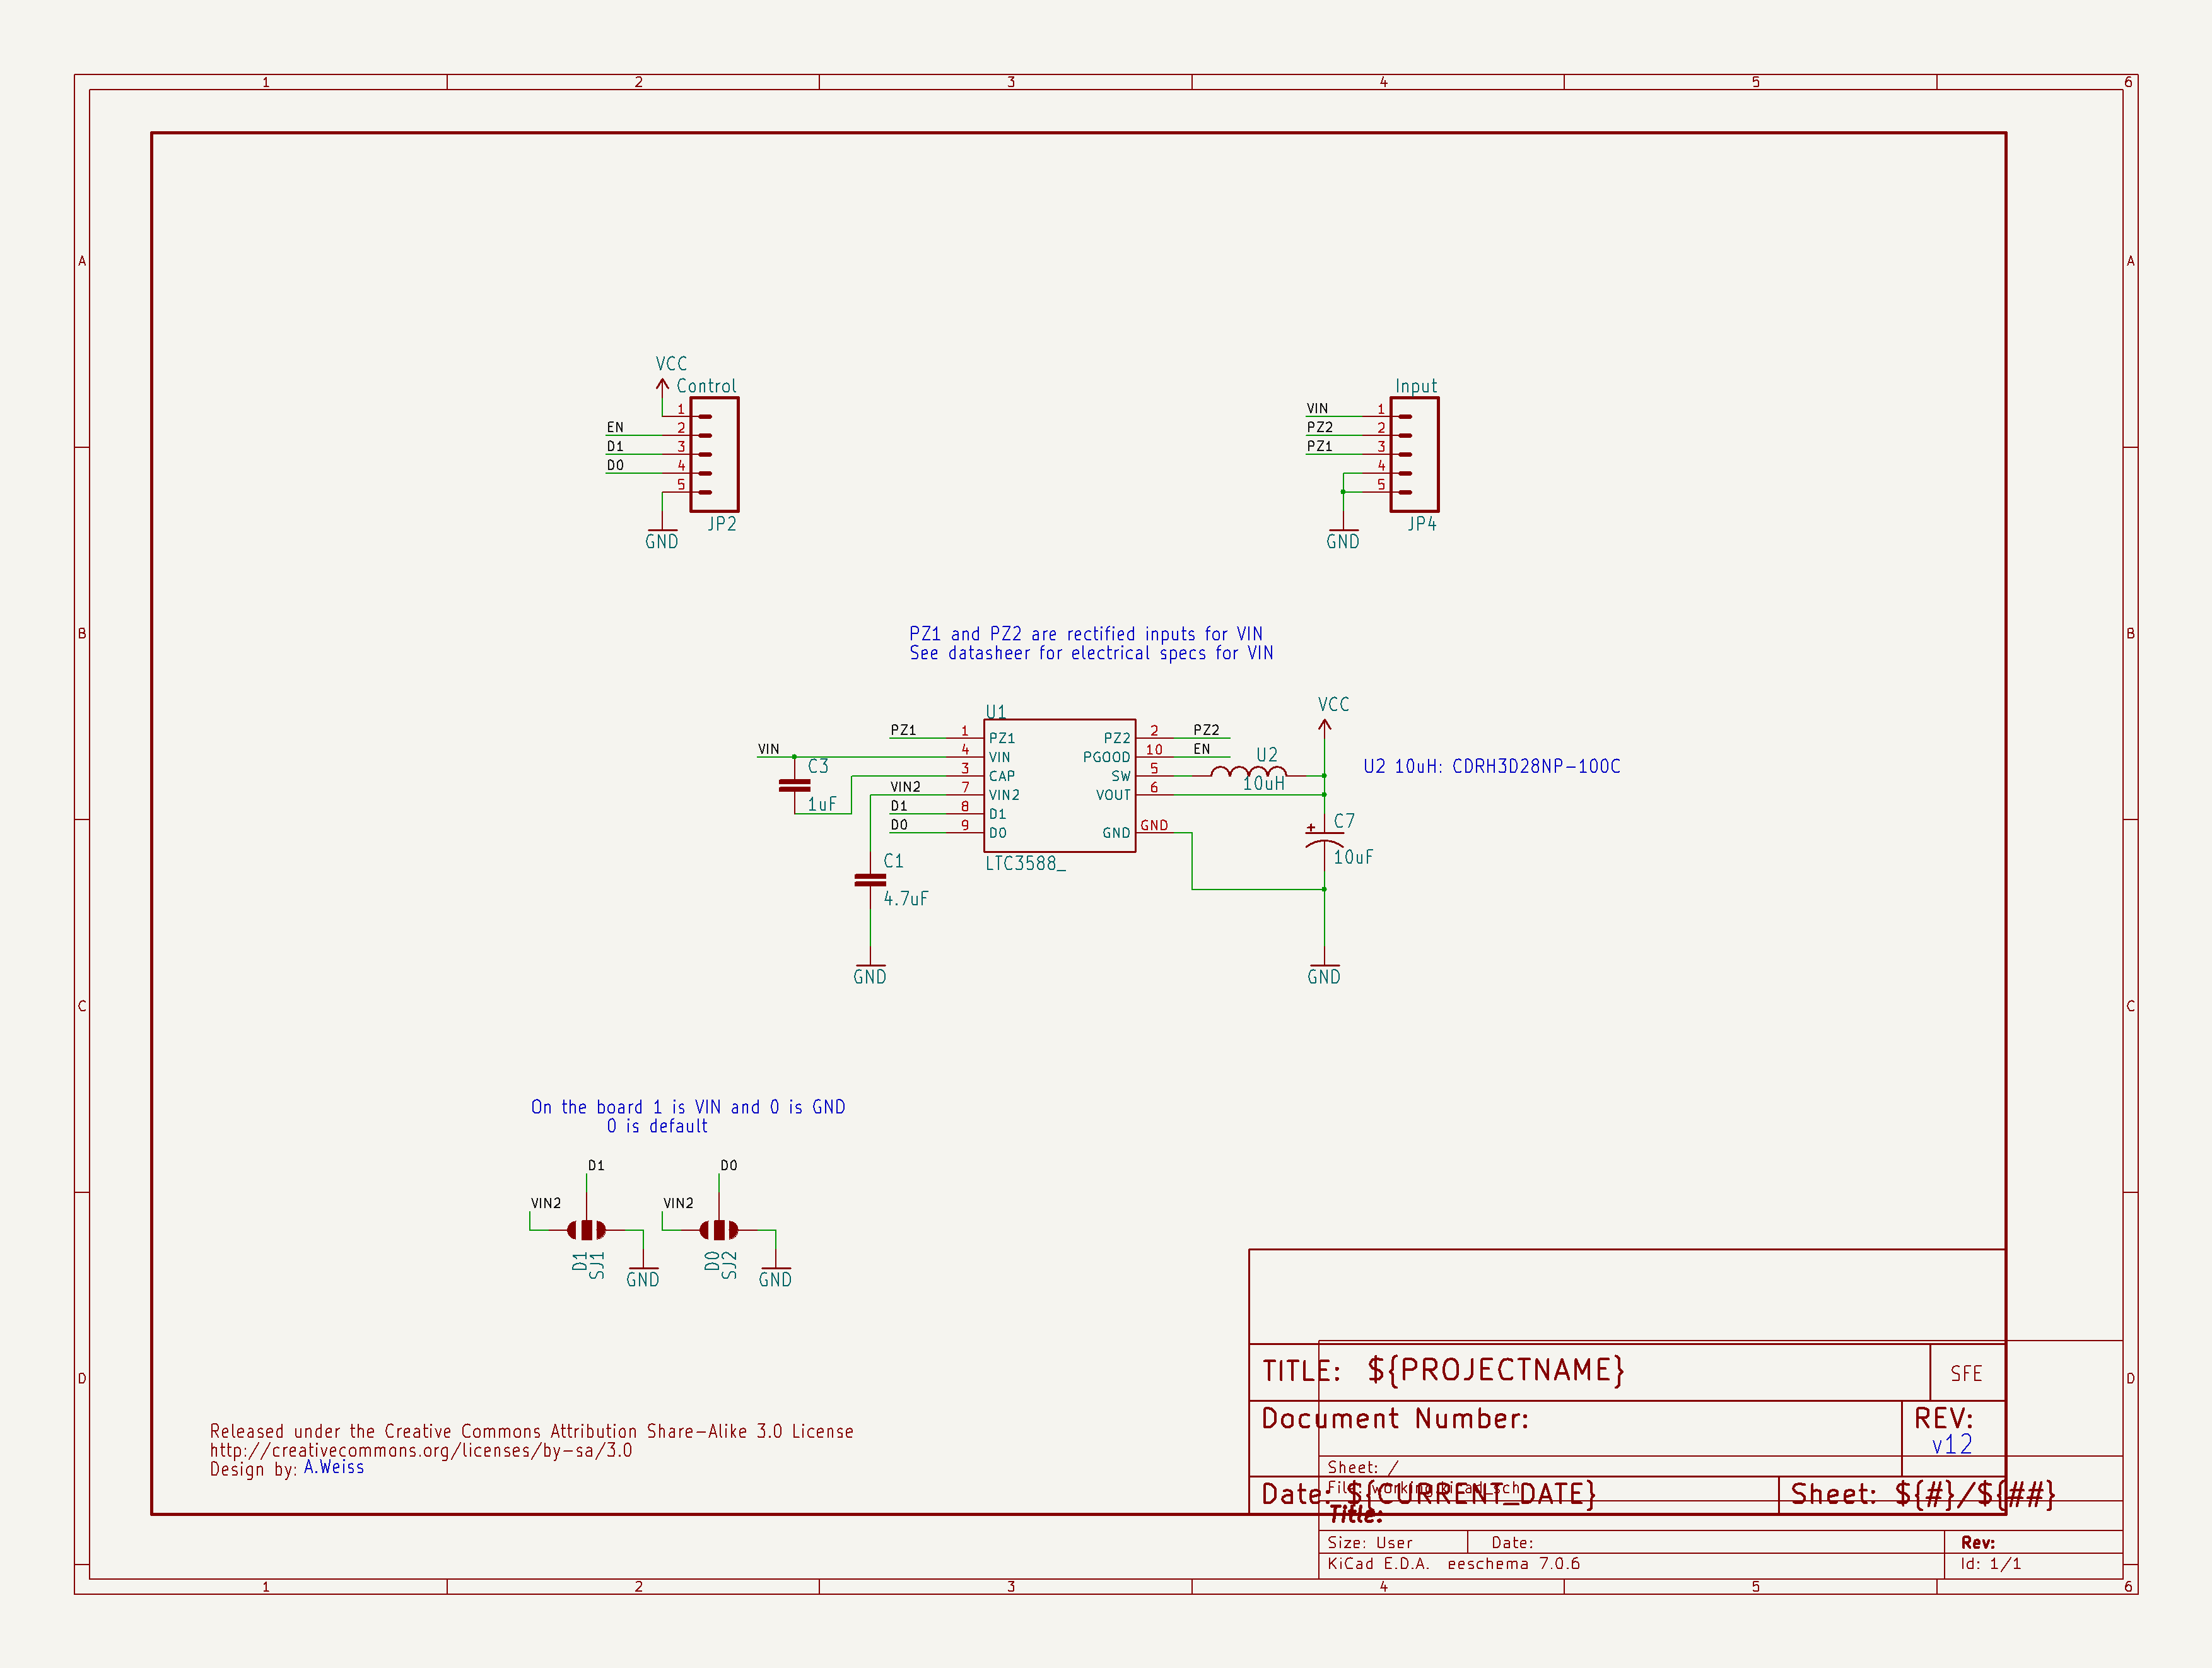 1 2 3 4 5 6
A A
VCC
Control
1
EN 2
D1 3
D0 4
5
JP2
GND
Input
VIN 1
PZ2 2
PZ1 3
4
5
JP4
GND
B B
PZ1 and PZ2 are rectified inputs for VIN
See datasheer for electrical specs for VIN
U1
PZ1 1 PZ1 PZ2 2 PZ2
VIN 4 VIN PGOOD 10 EN
3 CAP SW 5
VIN2 7 VIN2 VOUT 6
D1 8 D1
D0 9 D0 GND GND
LTC3588_
C3
1uF
C1
4.7uF
GND
VCC
U2
10uH
U2 10uH: CDRH3D28NP-100C
C7
10uF
GND
C C
On the board 1 is VIN and 0 is GND
0 is default
D1 D0
VIN2 VIN2
D1
SJ1
GND
D0
SJ2
GND
D D
Released under the Creative Commons Attribution Share-Alike 3.0 License
http://creativecommons.org/licenses/by-sa/3.0
Design by: A.Weiss
TITLE: ${PROJECTNAME} SFE
Document Number: REV:
v12
Sheet: /
File: working.kicad_sch
Date: ${CURRENT_DATE} Sheet: ${#}/${##}
Title:
Size: User Date: Rev:
KiCad E.D.A. eeschema 7.0.6 Id: 1/1
1 2 3 4 5 6